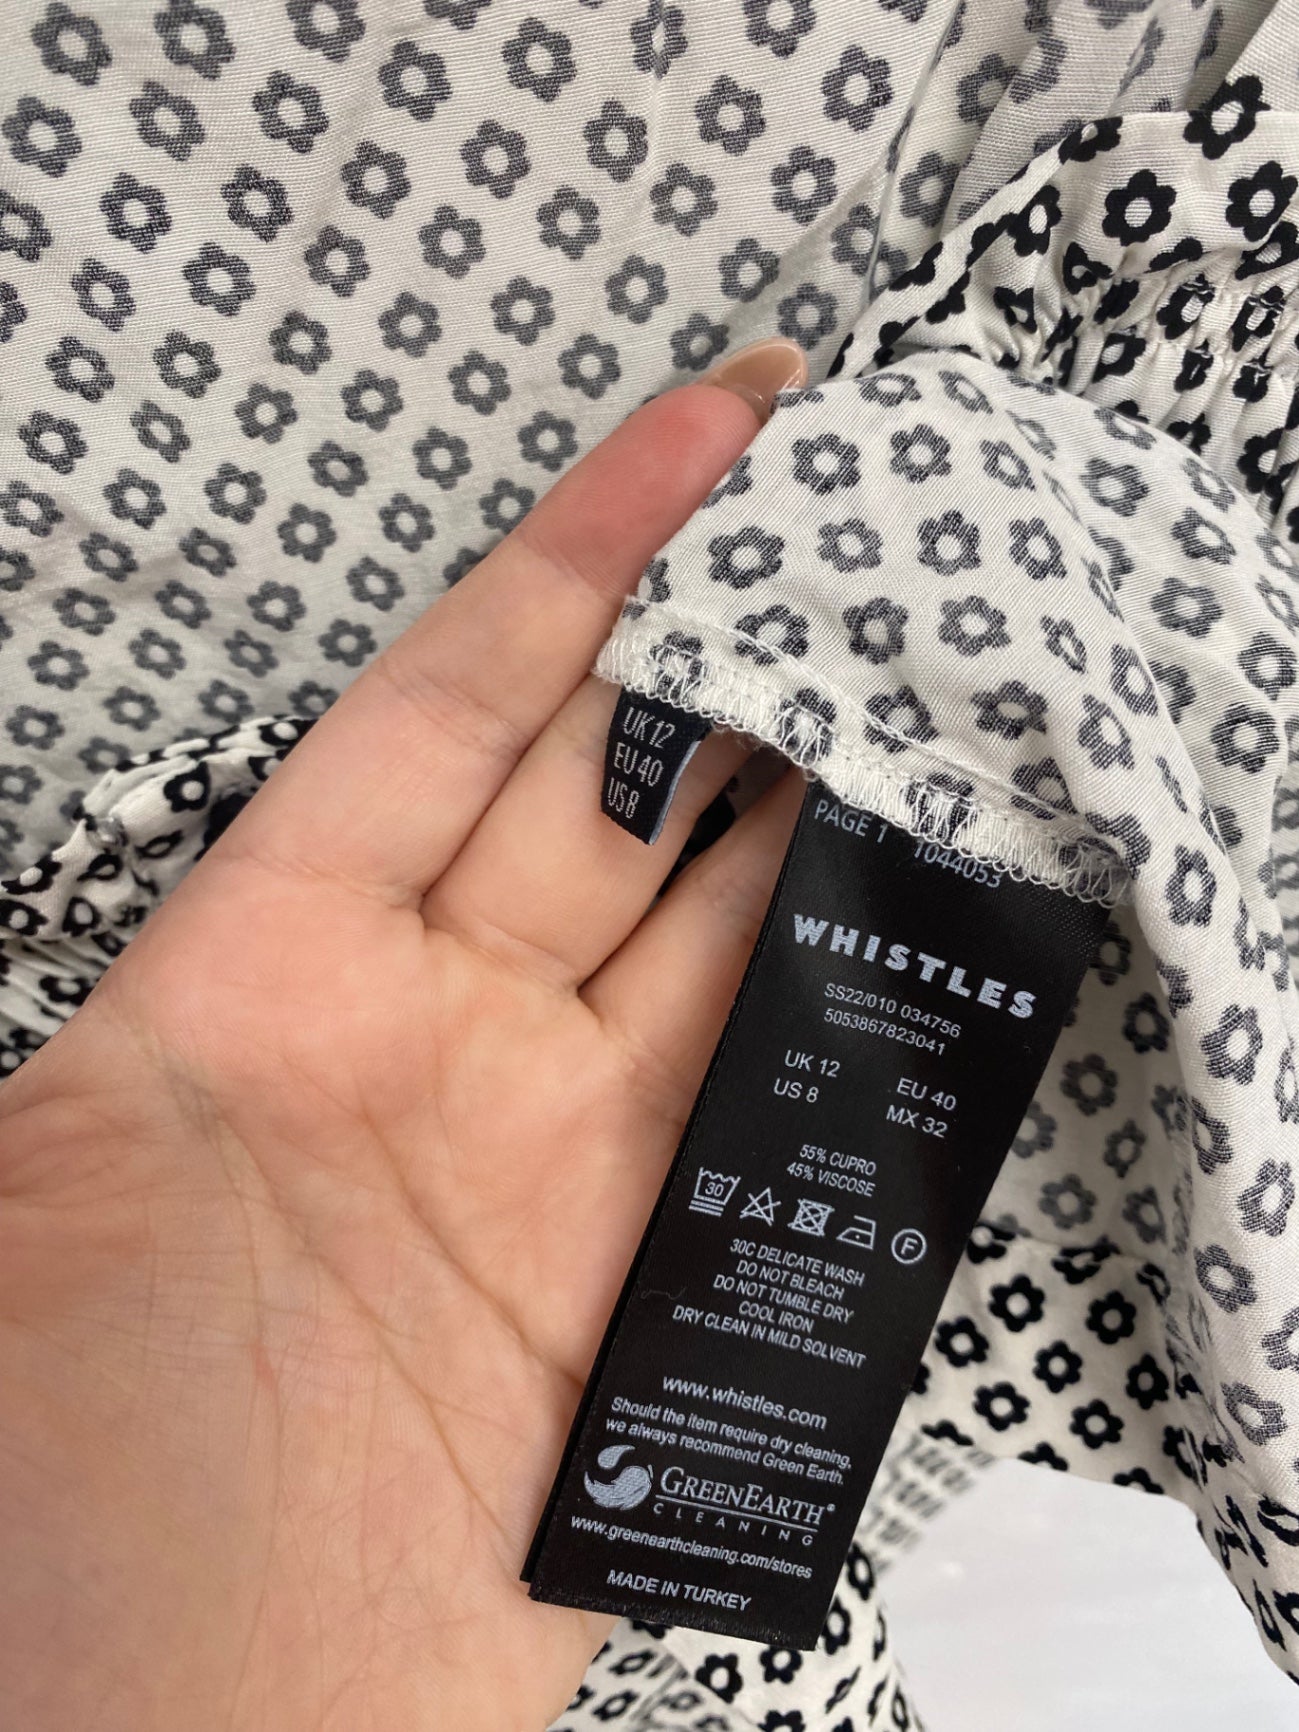 UK 12
EU 40
US 8
PAGE 1 1044053
WHISTLES
SS22/010 034756
5053867823041
UK 12 EU 40
US 8 MX 32
55% CUPRO
45% VISCOSE
30 F
30C DELICATE WASH
DO NOT BLEACH
DO NOT TUMBLE DRY
COOL IRON
DRY CLEAN IN MILD SOLVENT
www.whistles.com
Should the item require dry cleaning,
we always recommend Green Earth.
GREENEARTH®
CLEANING
www.greenearthcleaning.com/stores
MADE IN TURKEY